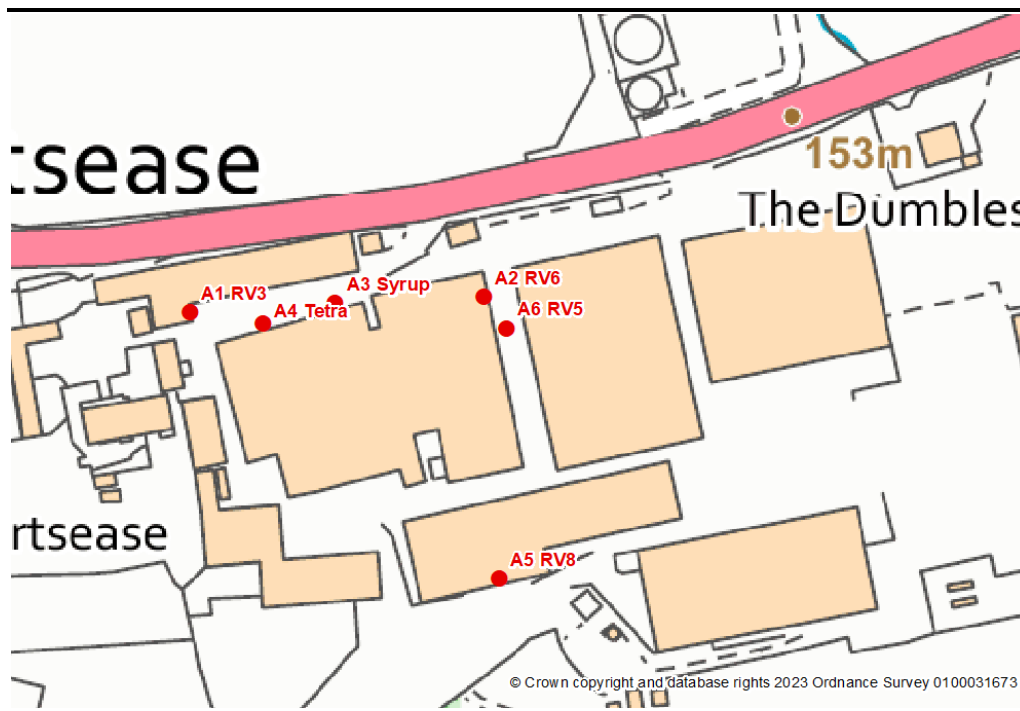 tsease
153m
The Dumbles
A1 RV3
A3 Syrup
A4 Tetra
A2 RV6
A6 RV5
rtsease
A5 RV8
© Crown copyright and database rights 2023 Ordnance Survey 0100031673